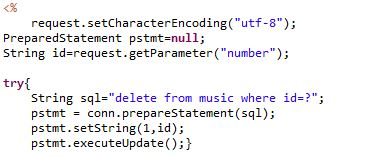 <%
    request.setCharacterEncoding("utf-8");
PreparedStatement pstmt=null;
String id=request.getParameter("number");

try{
    String sql="delete from music where id=?";
    pstmt = conn.prepareStatement(sql);
    pstmt.setString(1,id);
    pstmt.executeUpdate();}